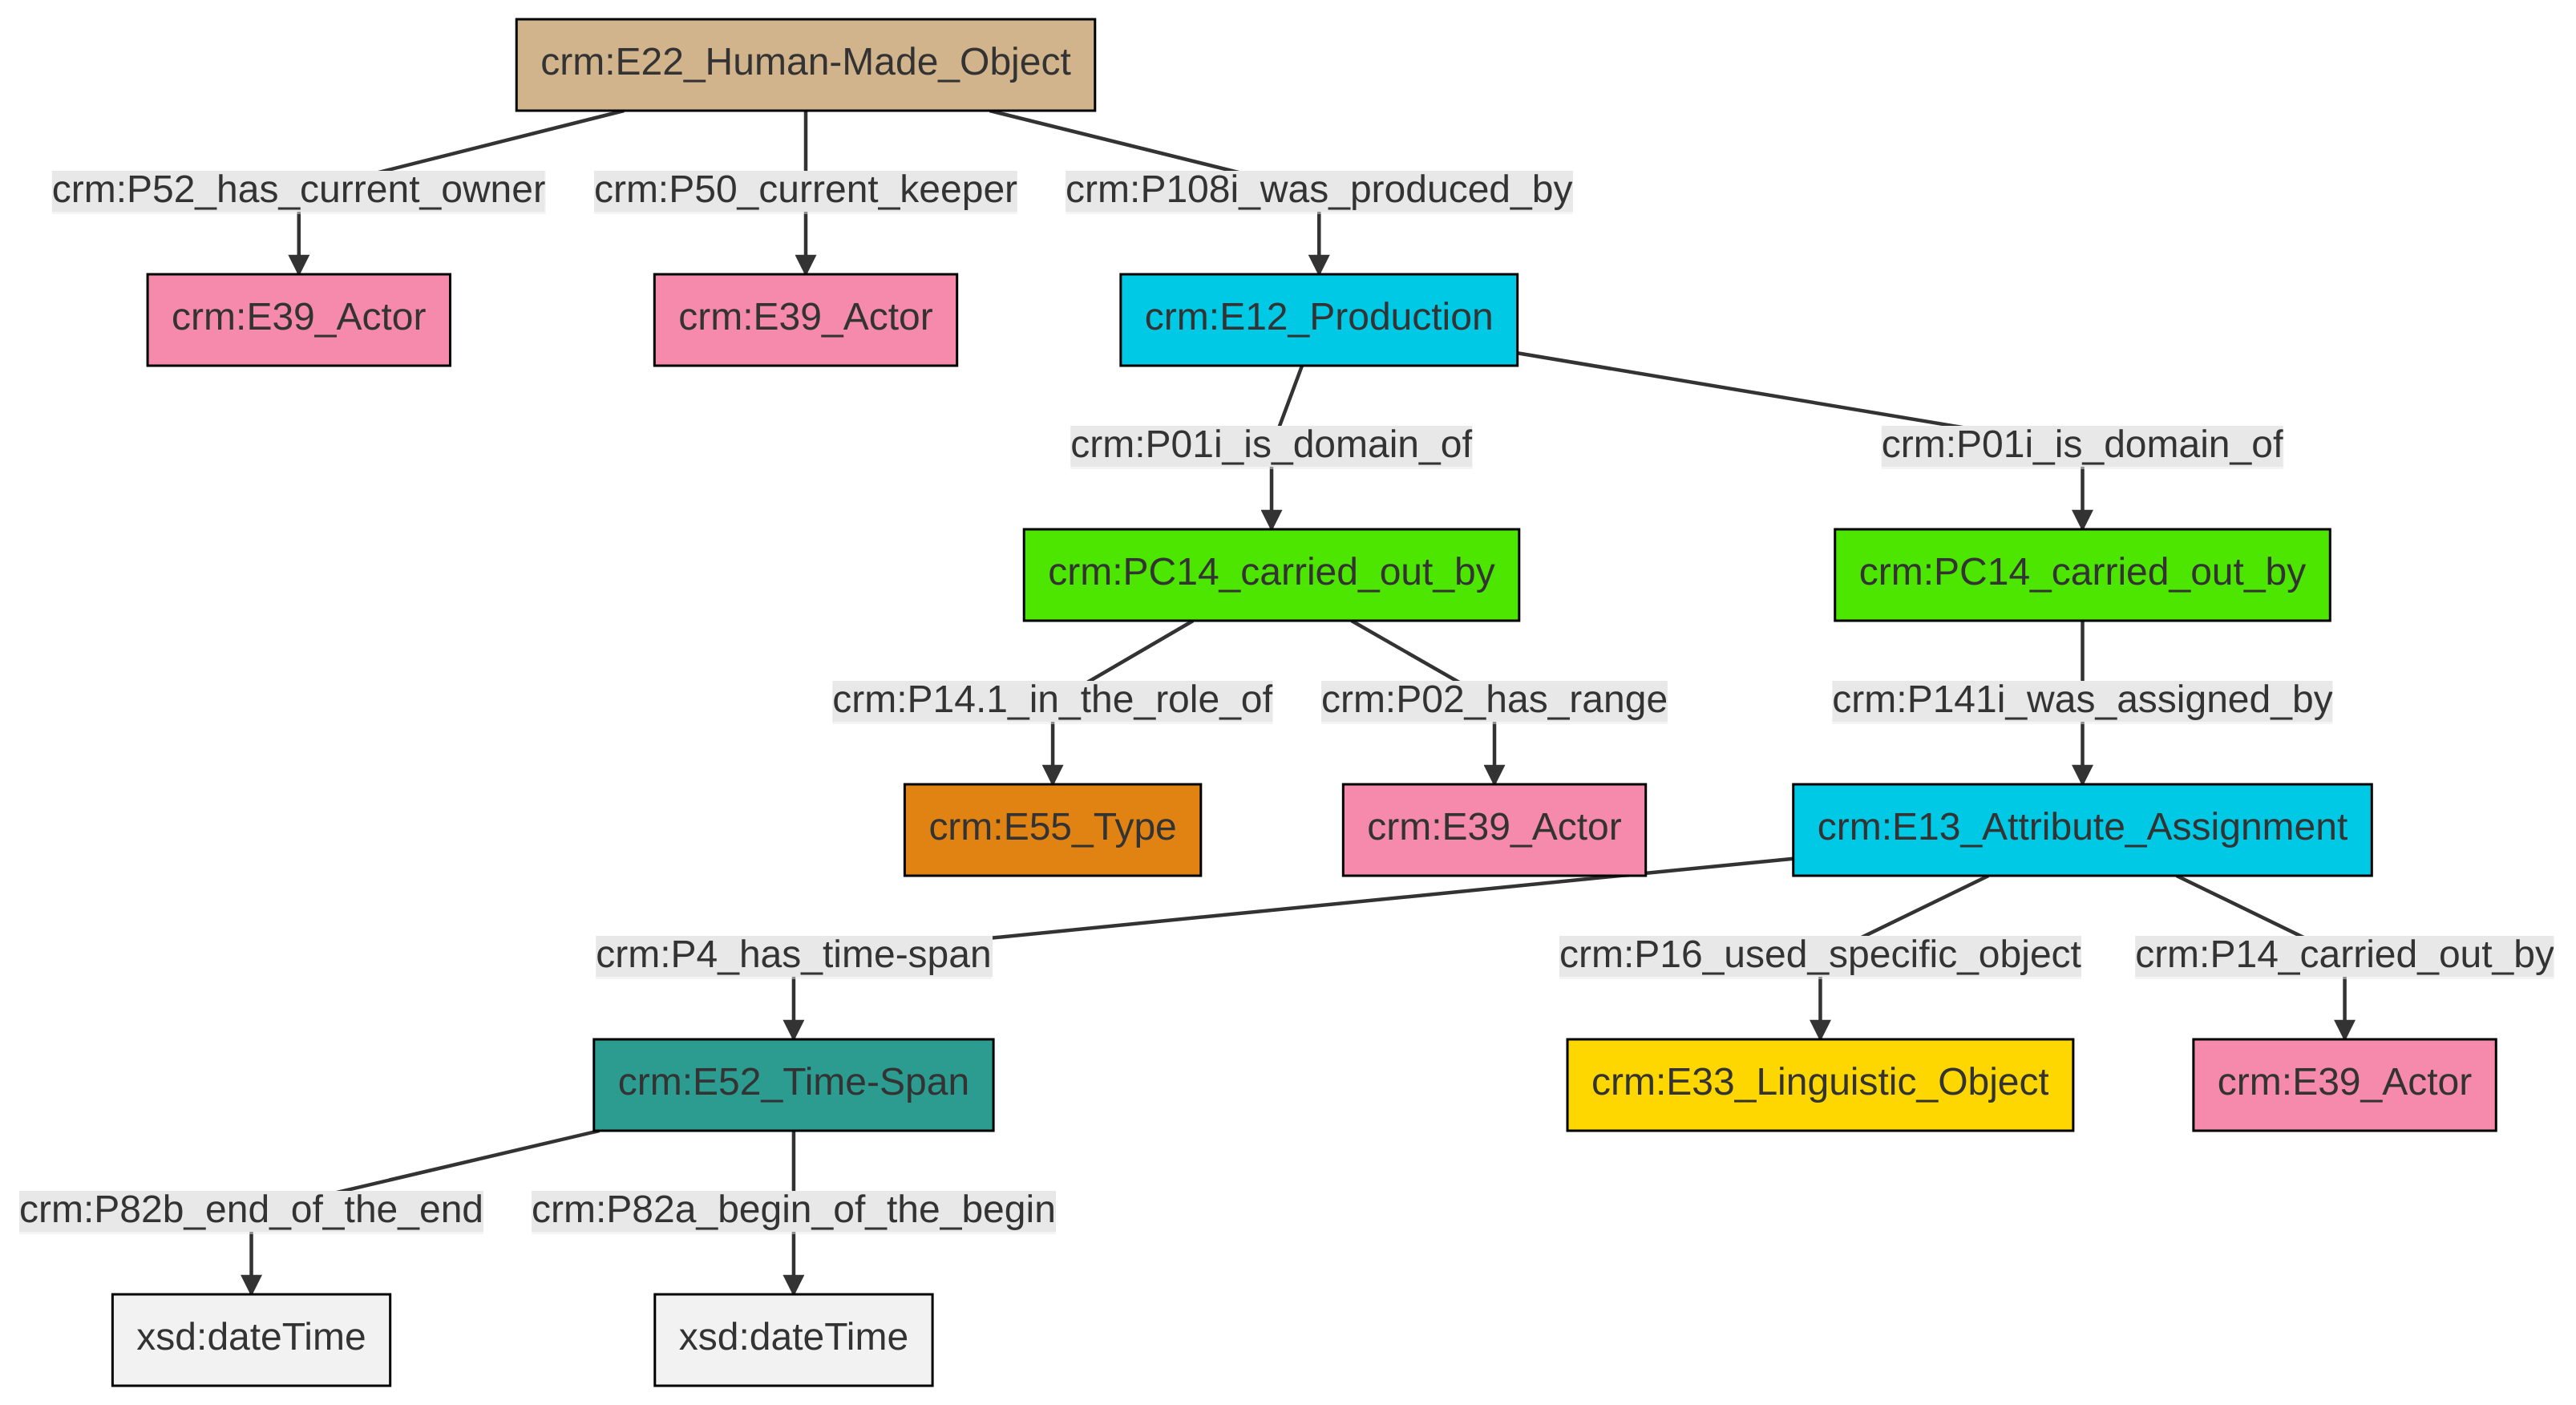 crm:E22_Human-Made_Object
crm:P52_has_current_owner
crm:P50_current_keeper
crm:P108i_was_produced_by
crm:E39_Actor
crm:E39_Actor
crm:E12_Production
crm:P01i_is_domain_of
crm:P01i_is_domain_of
crm:PC14_carried_out_by
crm:PC14_carried_out_by
crm:P14.1_in_the_role_of
crm:P02_has_range
crm:P141i_was_assigned_by
crm:E55_Type
crm:E39_Actor
crm:E13_Attribute_Assignment
crm:P4_has_time-span
crm:P16_used_specific_object
crm:P14_carried_out_by
crm:E52_Time-Span
crm:E33_Linguistic_Object
crm:E39_Actor
crm:P82b_end_of_the_end
crm:P82a_begin_of_the_begin
xsd:dateTime
xsd:dateTime